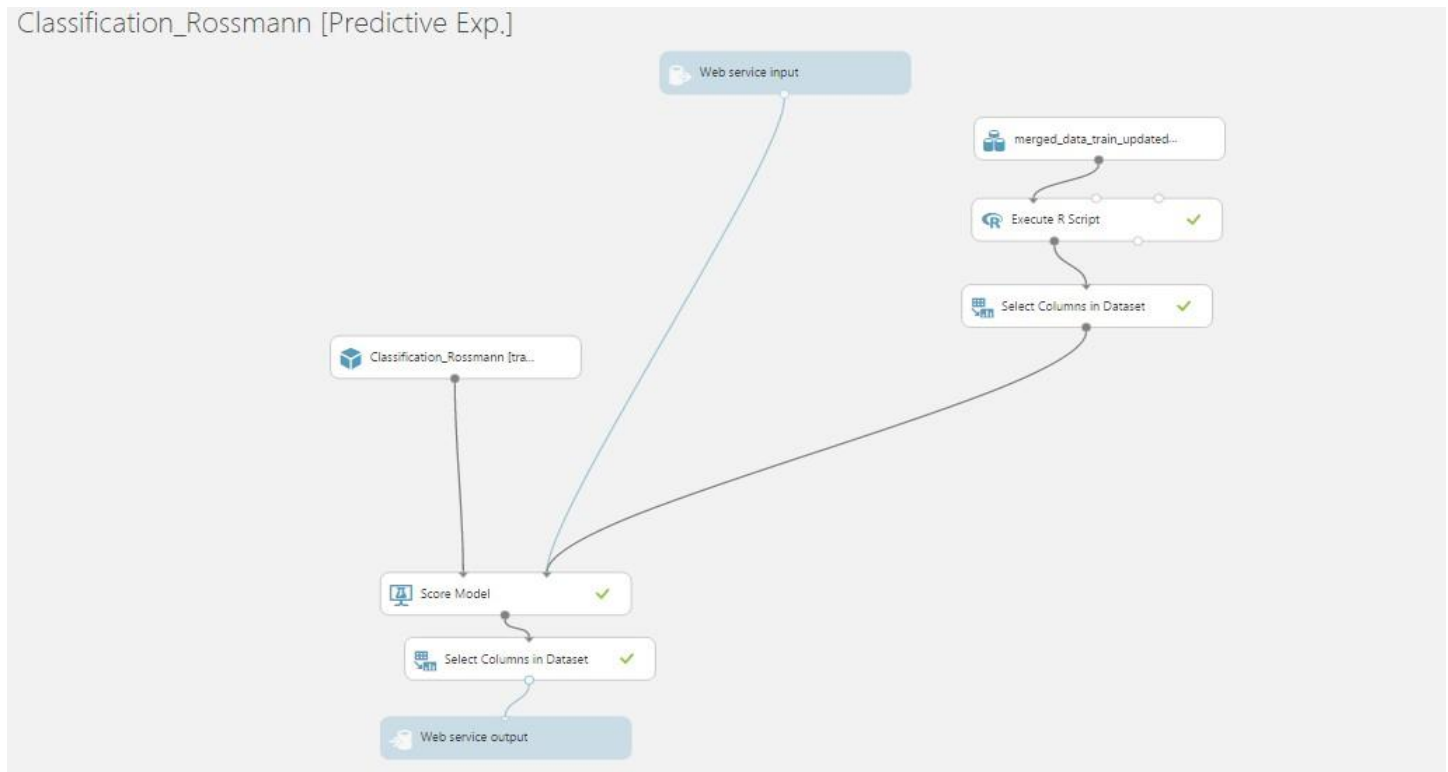 Classification_Rossmann [Predictive Exp.]
Web service input
merged_data_train_updated...
Execute R Script
Select Columns in Dataset
Classification_Rossmann [tra...
Score Model
Select Columns in Dataset
Web service output